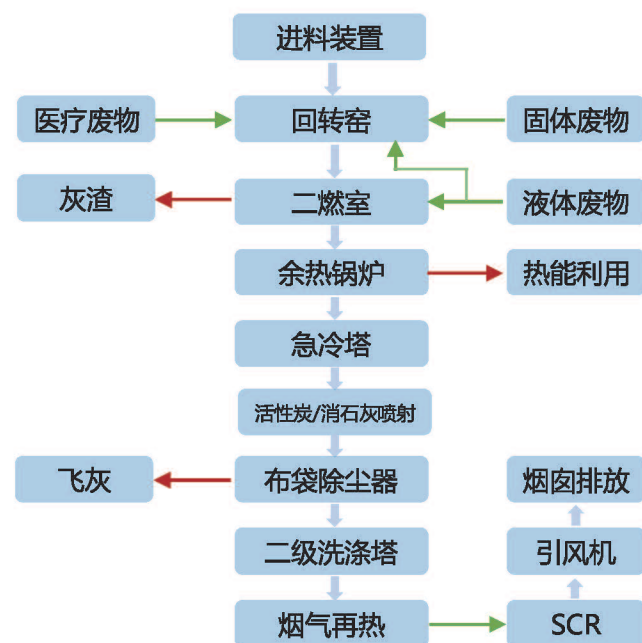 进料装置
医疗废物
回转窑
固体废物
灰渣
二燃室
液体废物
余热锅炉
热能利用
急冷塔
活性炭/消石灰喷射
飞灰
布袋除尘器
烟囱排放
二级洗涤塔
引风机
烟气再热
SCR